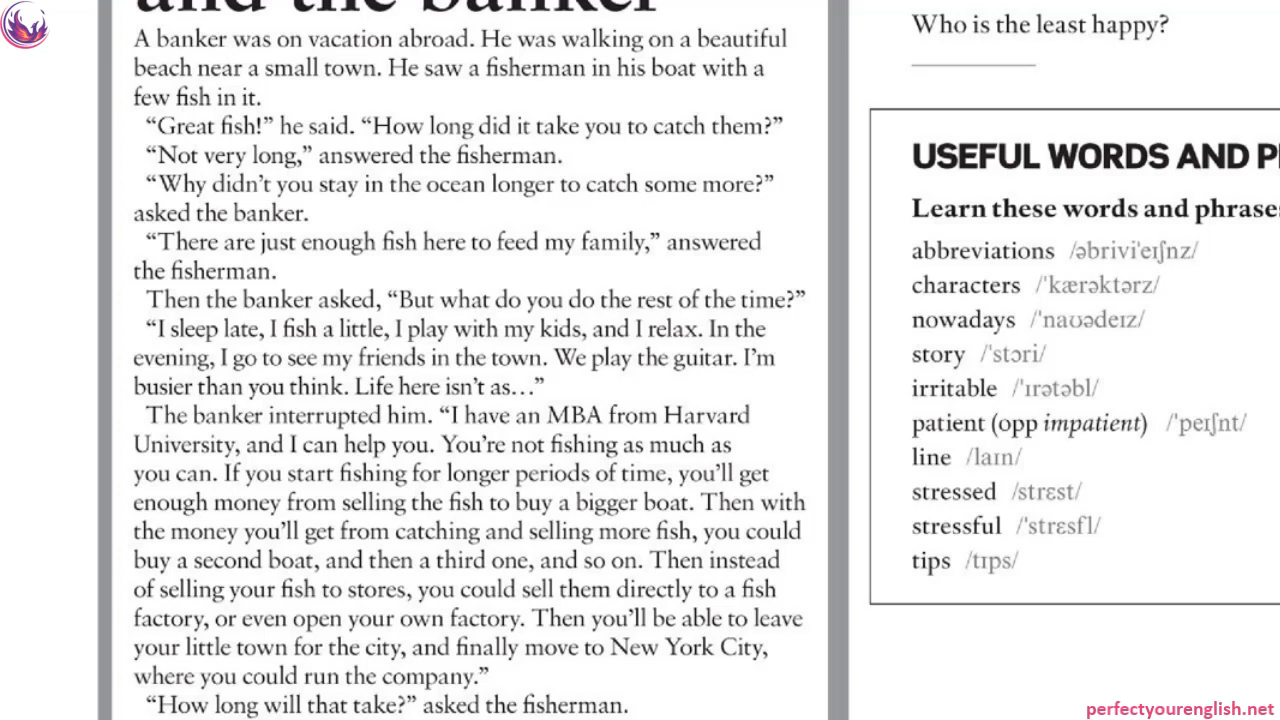 and the banker
A banker was on vacation abroad. He was walking on a beautiful
beach near a small town. He saw a fisherman in his boat with a
few fish in it.
“Great fish!” he said. “How long did it take you to catch them?”
“Not very long,” answered the fisherman.
“Why didn’t you stay in the ocean longer to catch some more?”
asked the banker.
“There are just enough fish here to feed my family,” answered
the fisherman.
Then the banker asked, “But what do you do the rest of the time?”
“I sleep late, I fish a little, I play with my kids, and I relax. In the
evening, I go to see my friends in the town. We play the guitar. I’m
busier than you think. Life here isn’t as…”
The banker interrupted him. “I have an MBA from Harvard
University, and I can help you. You’re not fishing as much as
you can. If you start fishing for longer periods of time, you’ll get
enough money from selling the fish to buy a bigger boat. Then with
the money you’ll get from catching and selling more fish, you could
buy a second boat, and then a third one, and so on. Then instead
of selling your fish to stores, you could sell them directly to a fish
factory, or even open your own factory. Then you’ll be able to leave
your little town for the city, and finally move to New York City,
where you could run the company.”
“How long will that take?” asked the fisherman.
Who is the least happy?
USEFUL WORDS AND
Learn these words and phrases
abbreviations /əbrivi'eɪʃnz/
characters /'kærəktərz/
nowadays /'naʊədeɪz/
story /'stɔri/
irritable /'ɪrətəbl/
patient (opp impatient) /'peɪʃnt/
line /laɪn/
stressed /strɛst/
stressful /'strɛsfl/
tips /tɪps/
perfectyourenglish.net